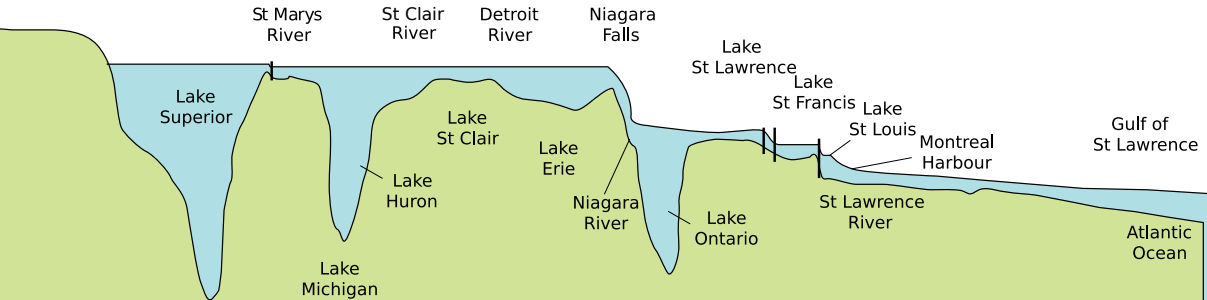 St Marys
River
St Clair
River
Detroit
River
Niagara
Falls
Lake
St Lawrence
Lake
St Francis
Lake
St Louis
Montreal
Harbour
Gulf of
St Lawrence
Lake
Superior
Lake
St Clair
Lake
Erie
Lake
Huron
Niagara
River
Lake
Ontario
St Lawrence
River
Atlantic
Ocean
Lake
Michigan